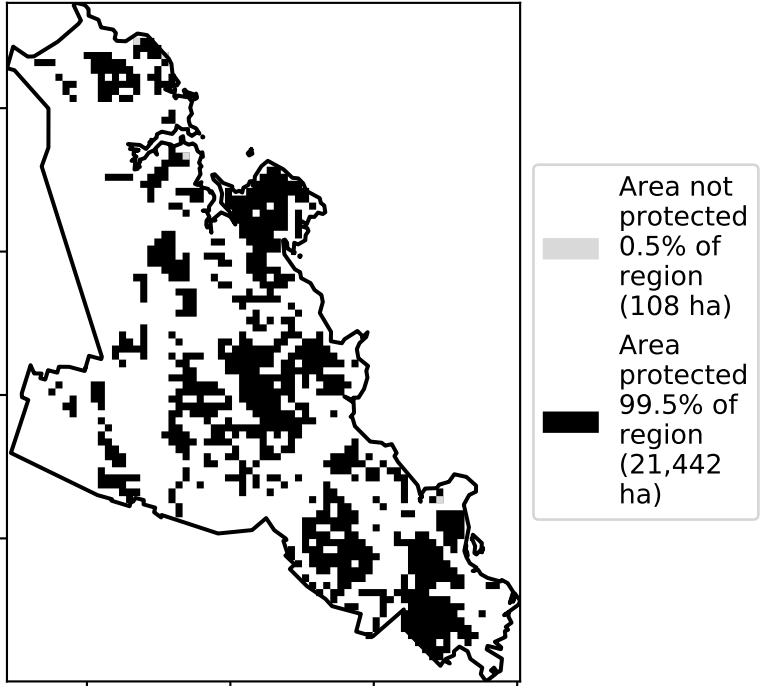 Area not
protected
0.5% of
region
(108 ha)
Area
protected
99.5% of
region
(21,442
ha)